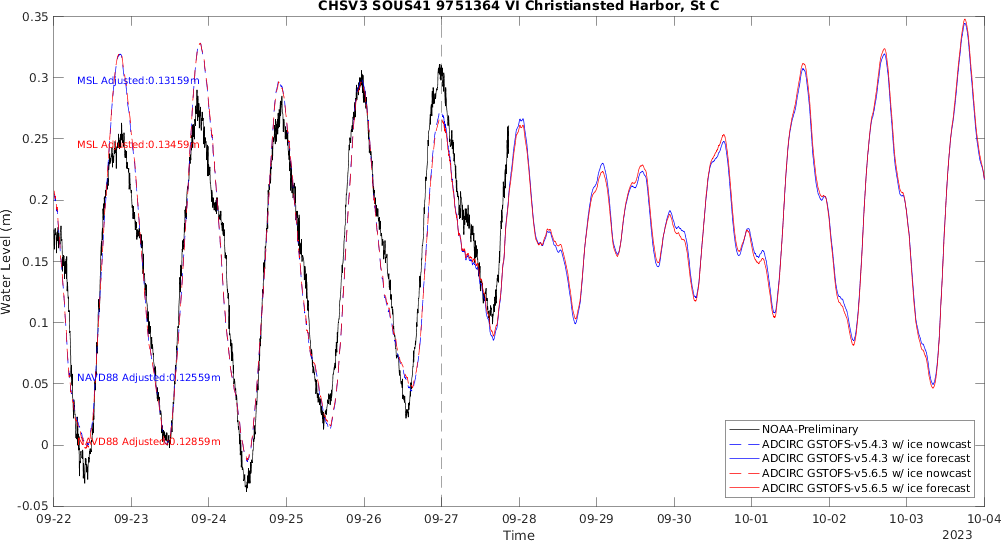 CHSV3 SOUS41 9751364 VI Christiansted Harbor, St C
0.35
0.3
0.25
0.2
0.15
0.1
0.05
0
-0.05
Water Level (m)
MSL Adjusted:0.13159m
MSL Adjusted:0.13459m
NAVD88 Adjusted:0.12559m
NAVD88 Adjusted:0.12859m
NOAA-Preliminary
ADCIRC GSTOFS-v5.4.3 w/ ice nowcast
ADCIRC GSTOFS-v5.4.3 w/ ice forecast
ADCIRC GSTOFS-v5.6.5 w/ ice nowcast
ADCIRC GSTOFS-v5.6.5 w/ ice forecast
09-22 09-23 09-24 09-25 09-26 09-27 09-28 09-29 09-30 10-01 10-02 10-03 10-04
Time
2023